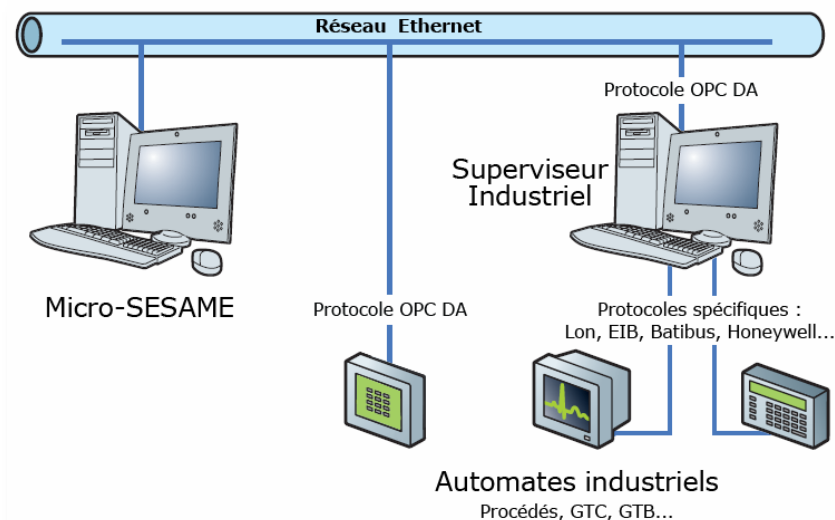 Réseau Ethernet
Protocole OPC DA
Superviseur
Industriel
Micro-SESAME
Protocole OPC DA
Protocoles spécifiques :
Lon, EIB, Batibus, Honeywell...
Automates industriels
Procédés, GTC, GTB...